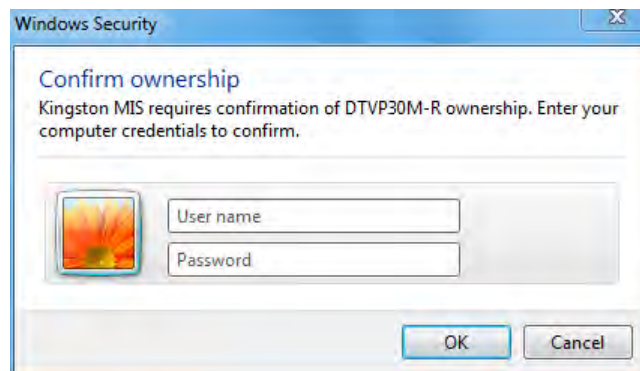 Windows Security
Confirm ownership
Kingston MIS requires confirmation of DTVP30M-R ownership. Enter your
computer credentials to confirm.
User name
Password
OK
Cancel